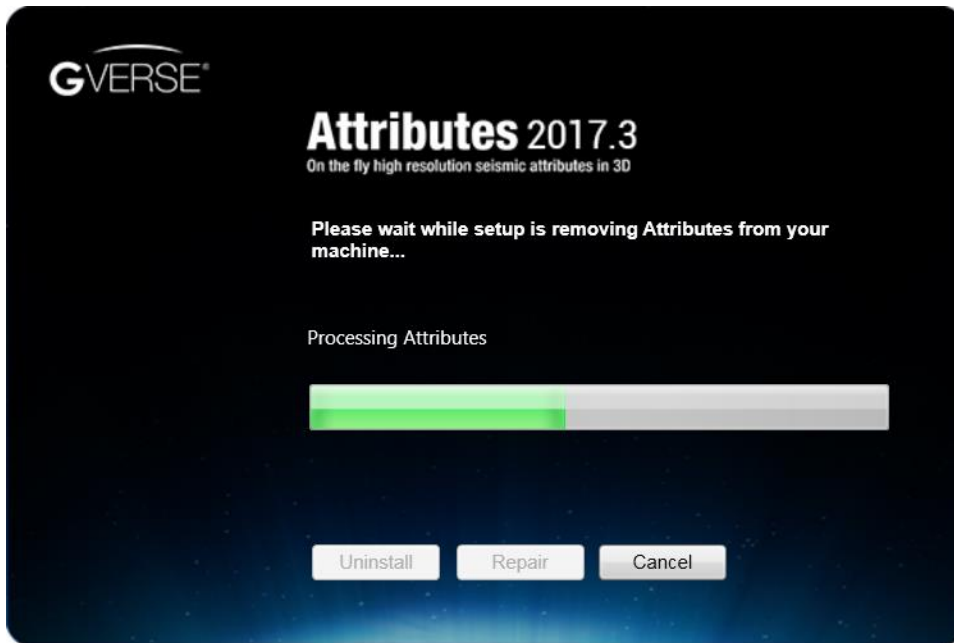 GVERSE®
Attributes 2017.3
On the fly high resolution seismic attributes in 3D
Please wait while setup is removing Attributes from your
machine...
Processing Attributes
Uninstall Repair Cancel